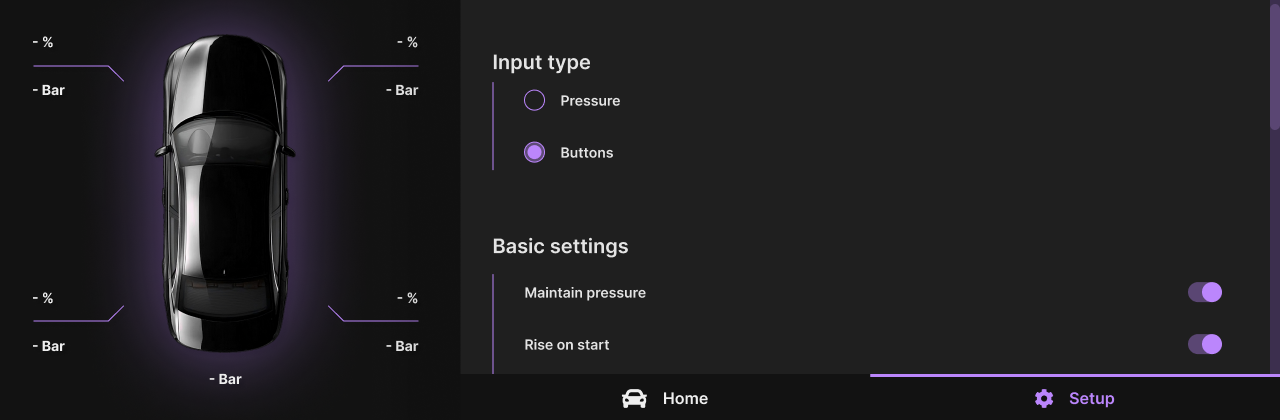 - %
- %
- Bar
- Bar
- %
- %
- Bar
- Bar
- Bar
Input type
Pressure
Buttons
Basic settings
Maintain pressure
Rise on start
Home
Setup